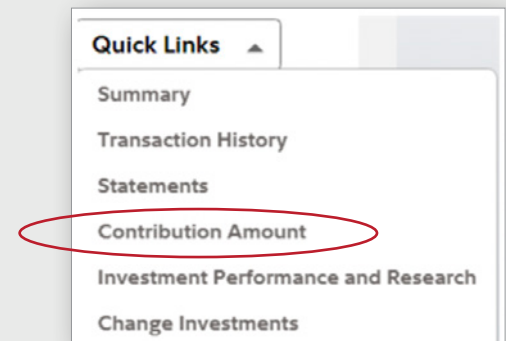 Quick Links
Summary
Transaction History
Statements
Contribution Amount
Investment Performance and Research
Change Investments